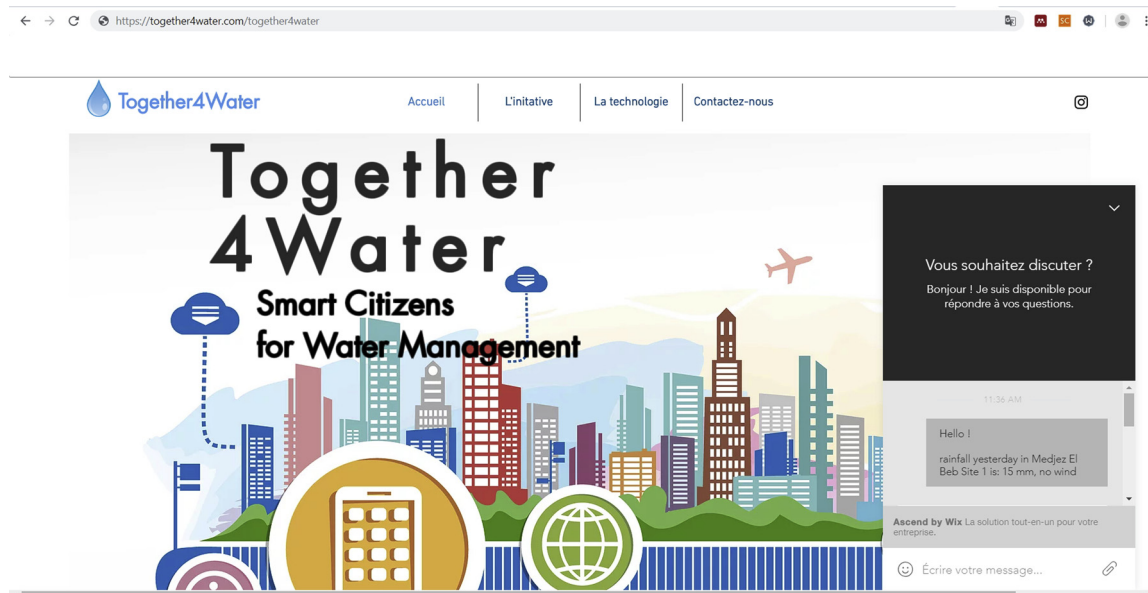 https://together4water.com/together4water
SC
Together4Water
Accueil
L'initative
La technologie
Contactez-nous
Together
4Water
Smart Citizens
for Water Management
Vous souhaitez discuter ?
Bonjour ! Je suis disponible pour
répondre à vos questions.
11:36 AM
Hello !
rainfall yesterday in Medjez El
Beb Site 1 is: 15 mm, no wind
Ascend by Wix La solution tout-en-un pour votre
entreprise.
Écrire votre message...